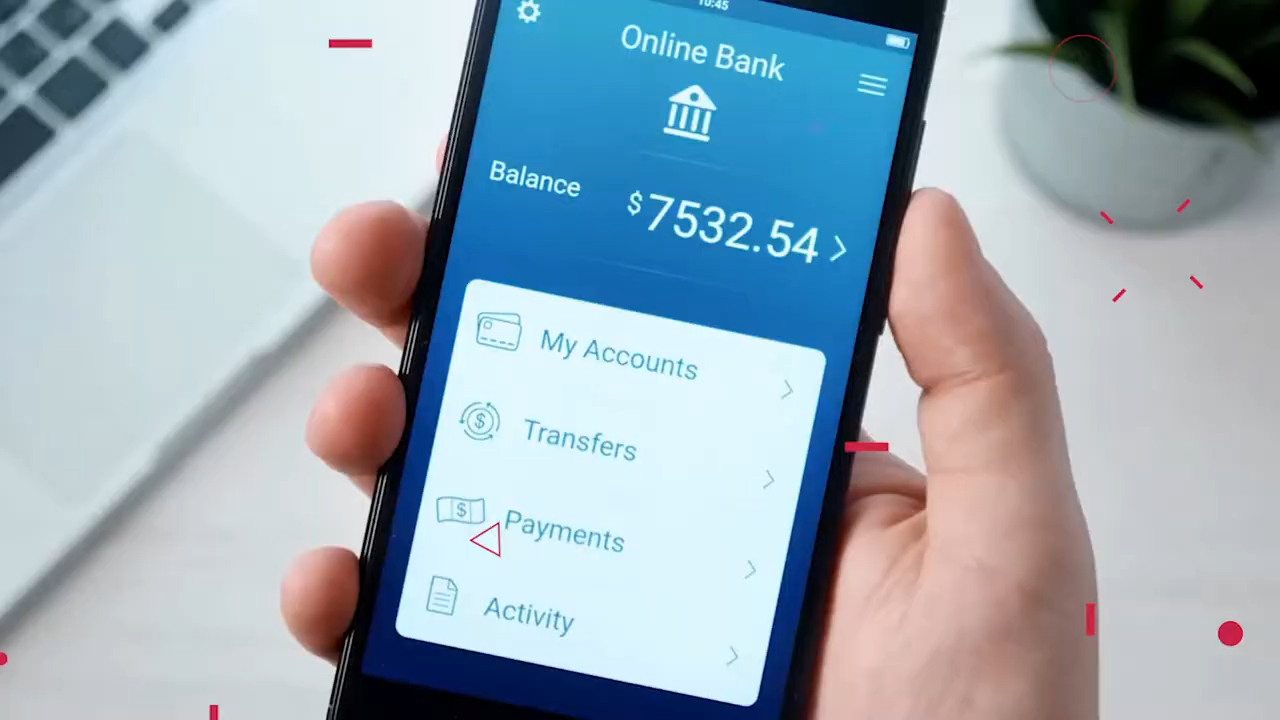 10:45
Online Bank
Balance
$7532.54
My Accounts
Transfers
Payments
Activity